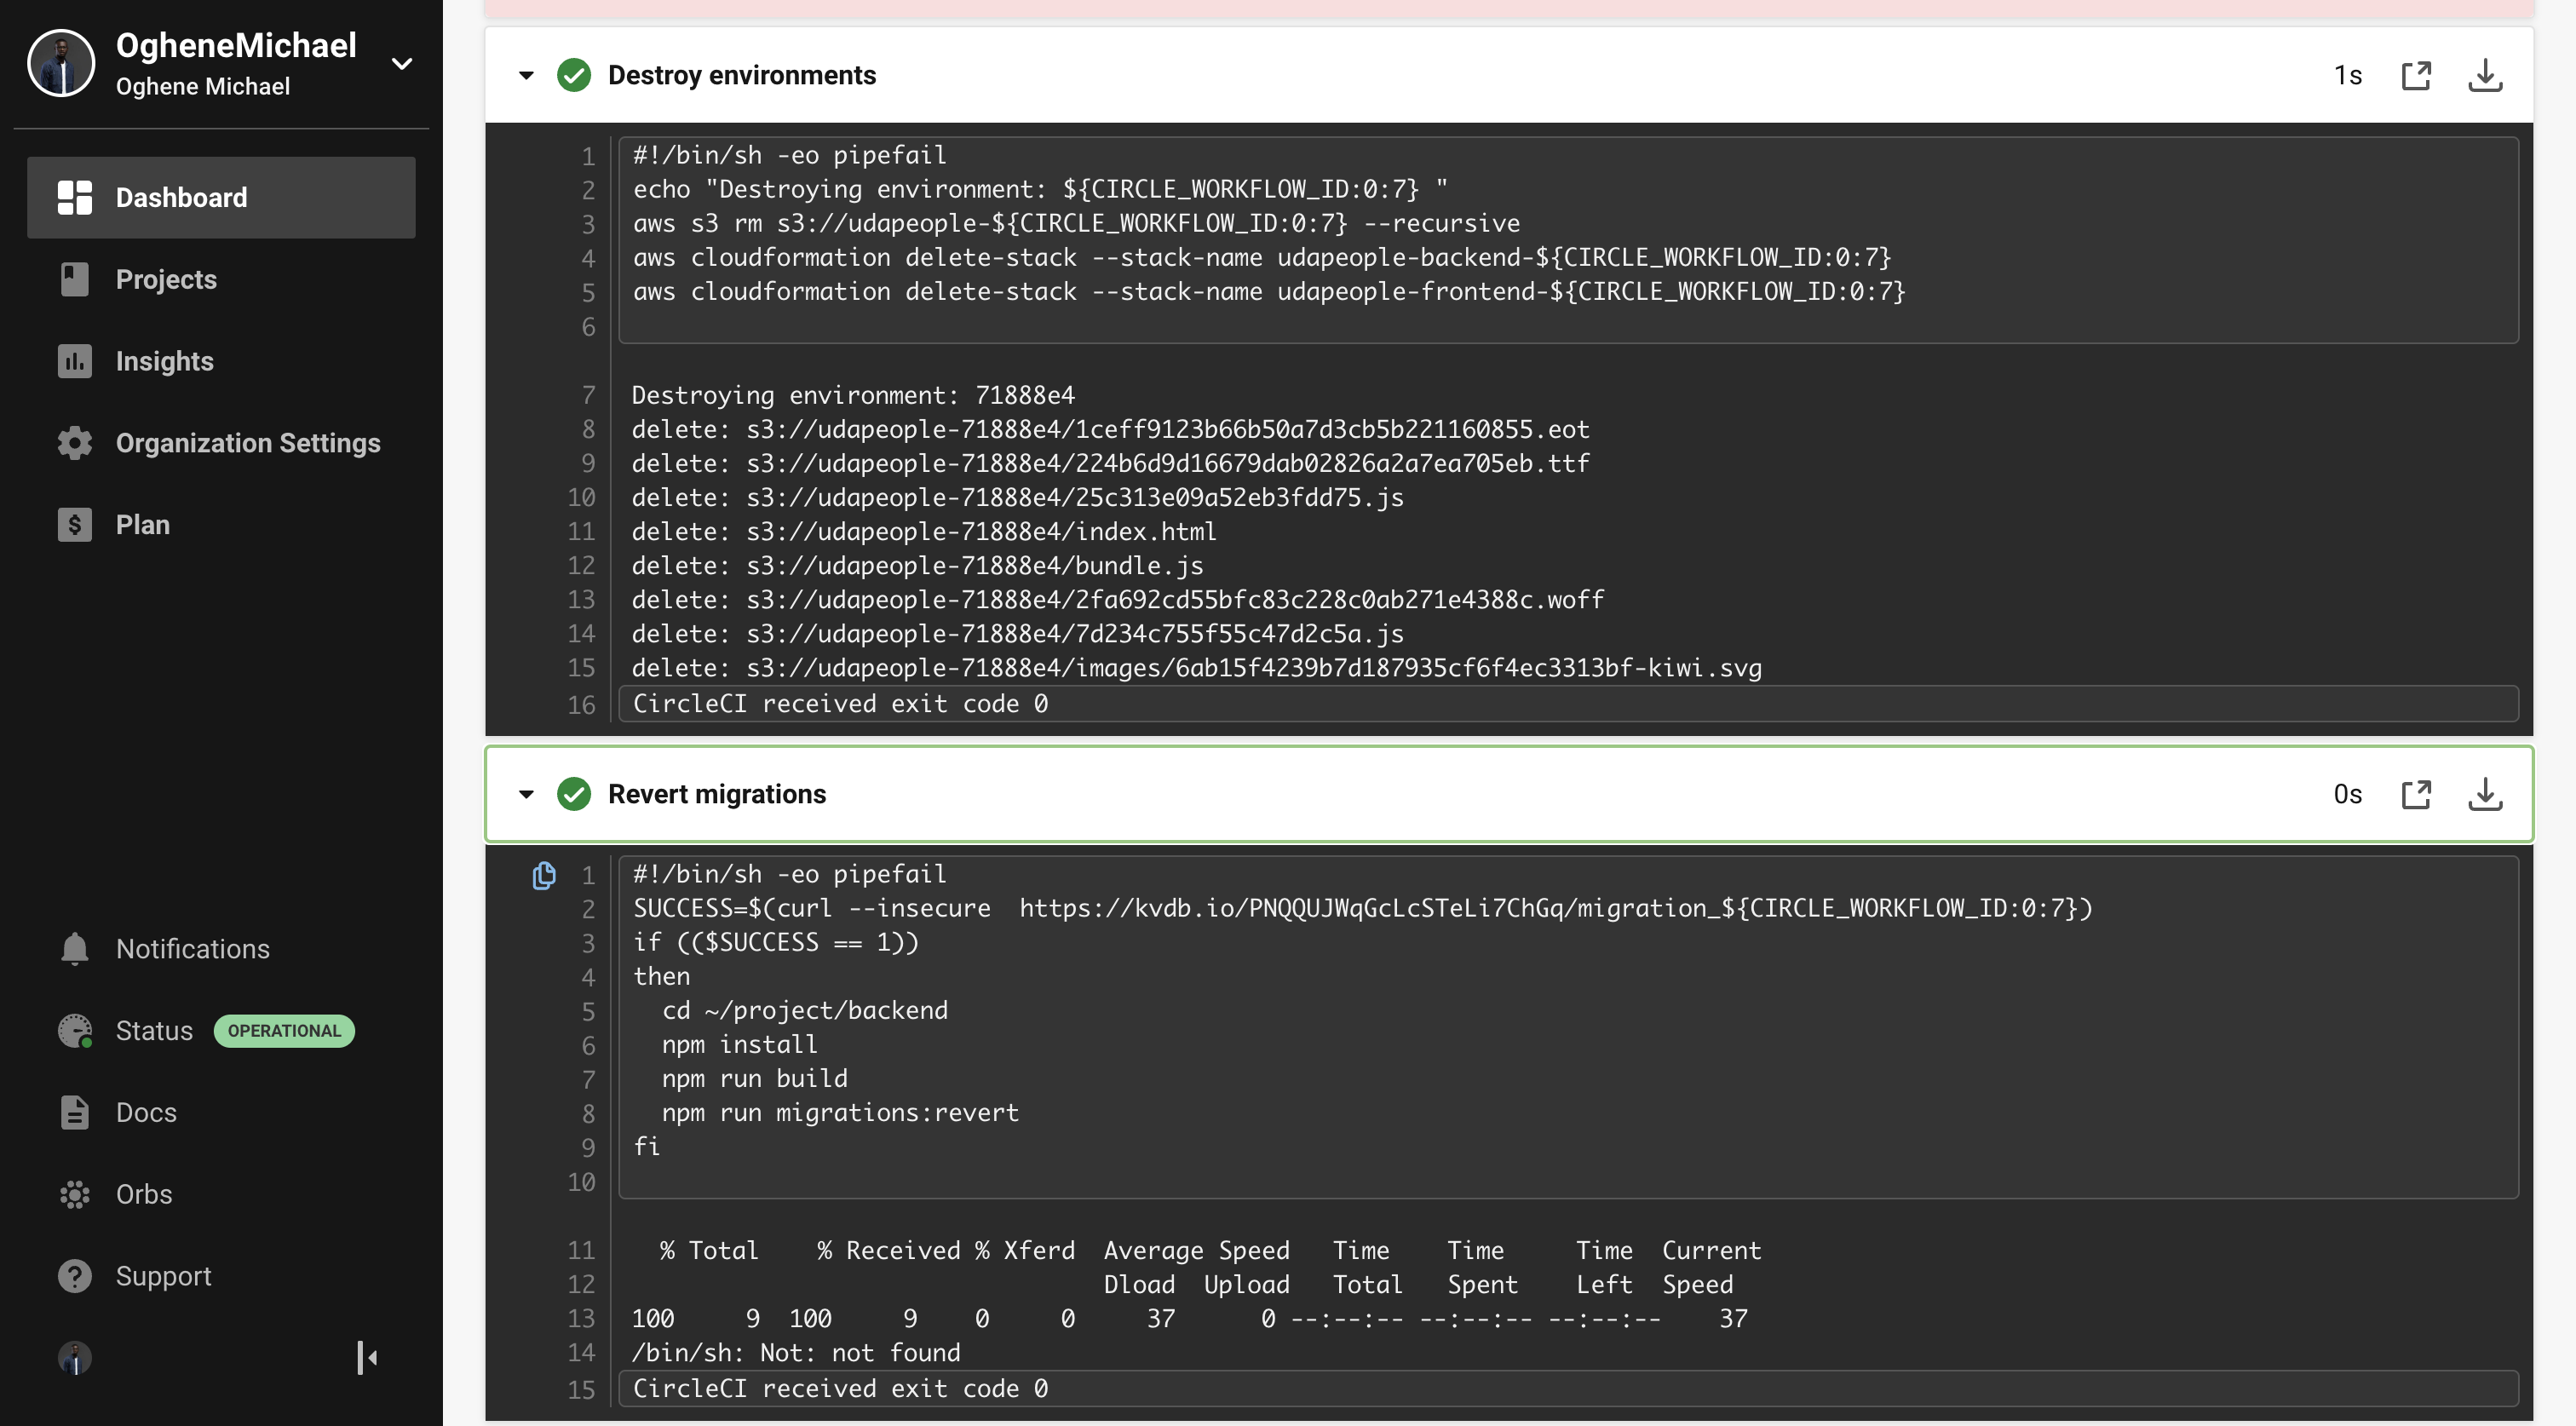 OgheneMichael
Oghene Michael
Dashboard
Projects
Insights
Organization Settings
Plan
Notifications
Status OPERATIONAL
Docs
Orbs
Support
Destroy environments 1s
1 #!/bin/sh -eo pipefail
2 echo "Destroying environment: ${CIRCLE_WORKFLOW_ID:0:7} "
3 aws s3 rm s3://udapeople-${CIRCLE_WORKFLOW_ID:0:7} --recursive
4 aws cloudformation delete-stack --stack-name udapeople-backend-${CIRCLE_WORKFLOW_ID:0:7}
5 aws cloudformation delete-stack --stack-name udapeople-frontend-${CIRCLE_WORKFLOW_ID:0:7}
6
7 Destroying environment: 71888e4
8 delete: s3://udapeople-71888e4/1ceff9123b66b50a7d3cb5b221160855.eot
9 delete: s3://udapeople-71888e4/224b6d9d16679dab02826a2a7ea705eb.ttf
10 delete: s3://udapeople-71888e4/25c313e09a52eb3fdd75.js
11 delete: s3://udapeople-71888e4/index.html
12 delete: s3://udapeople-71888e4/bundle.js
13 delete: s3://udapeople-71888e4/2fa692cd55bfc83c228c0ab271e4388c.woff
14 delete: s3://udapeople-71888e4/7d234c755f55c47d2c5a.js
15 delete: s3://udapeople-71888e4/images/6ab15f4239b7d187935cf6f4ec3313bf-kiwi.svg
16 CircleCI received exit code 0
Revert migrations 0s
1 #!/bin/sh -eo pipefail
2 SUCCESS=$(curl --insecure  https://kvdb.io/PNQQUJWqGcLcSTeLi7ChGq/migration_${CIRCLE_WORKFLOW_ID:0:7})
3 if (($SUCCESS == 1))
4 then
5   cd ~/project/backend
6   npm install
7   npm run build
8   npm run migrations:revert
9 fi
10
11   % Total    % Received % Xferd  Average Speed   Time    Time     Time  Current
12                                  Dload  Upload   Total   Spent    Left  Speed
13 100     9  100     9    0     0     37      0 --:--:-- --:--:-- --:--:--    37
14 /bin/sh: Not: not found
15 CircleCI received exit code 0